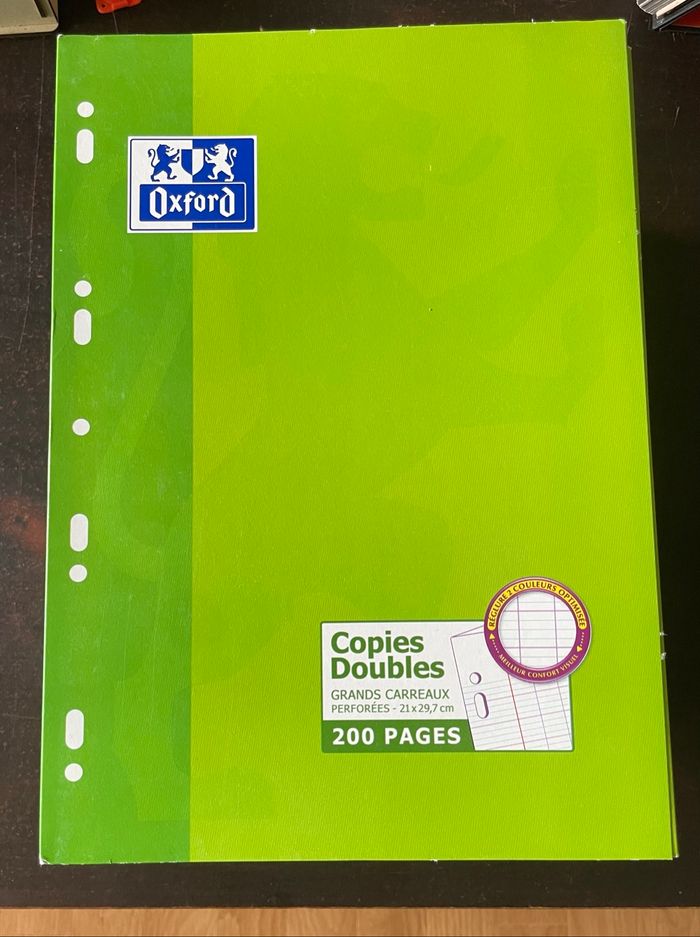 Oxford
RÉGLURE 2 COULEURS OPTIMISÉE
MEILLEUR CONFORT VISUEL
Copies
Doubles
GRANDS CARREAUX
PERFORÉES - 21 x 29,7 cm
200 PAGES